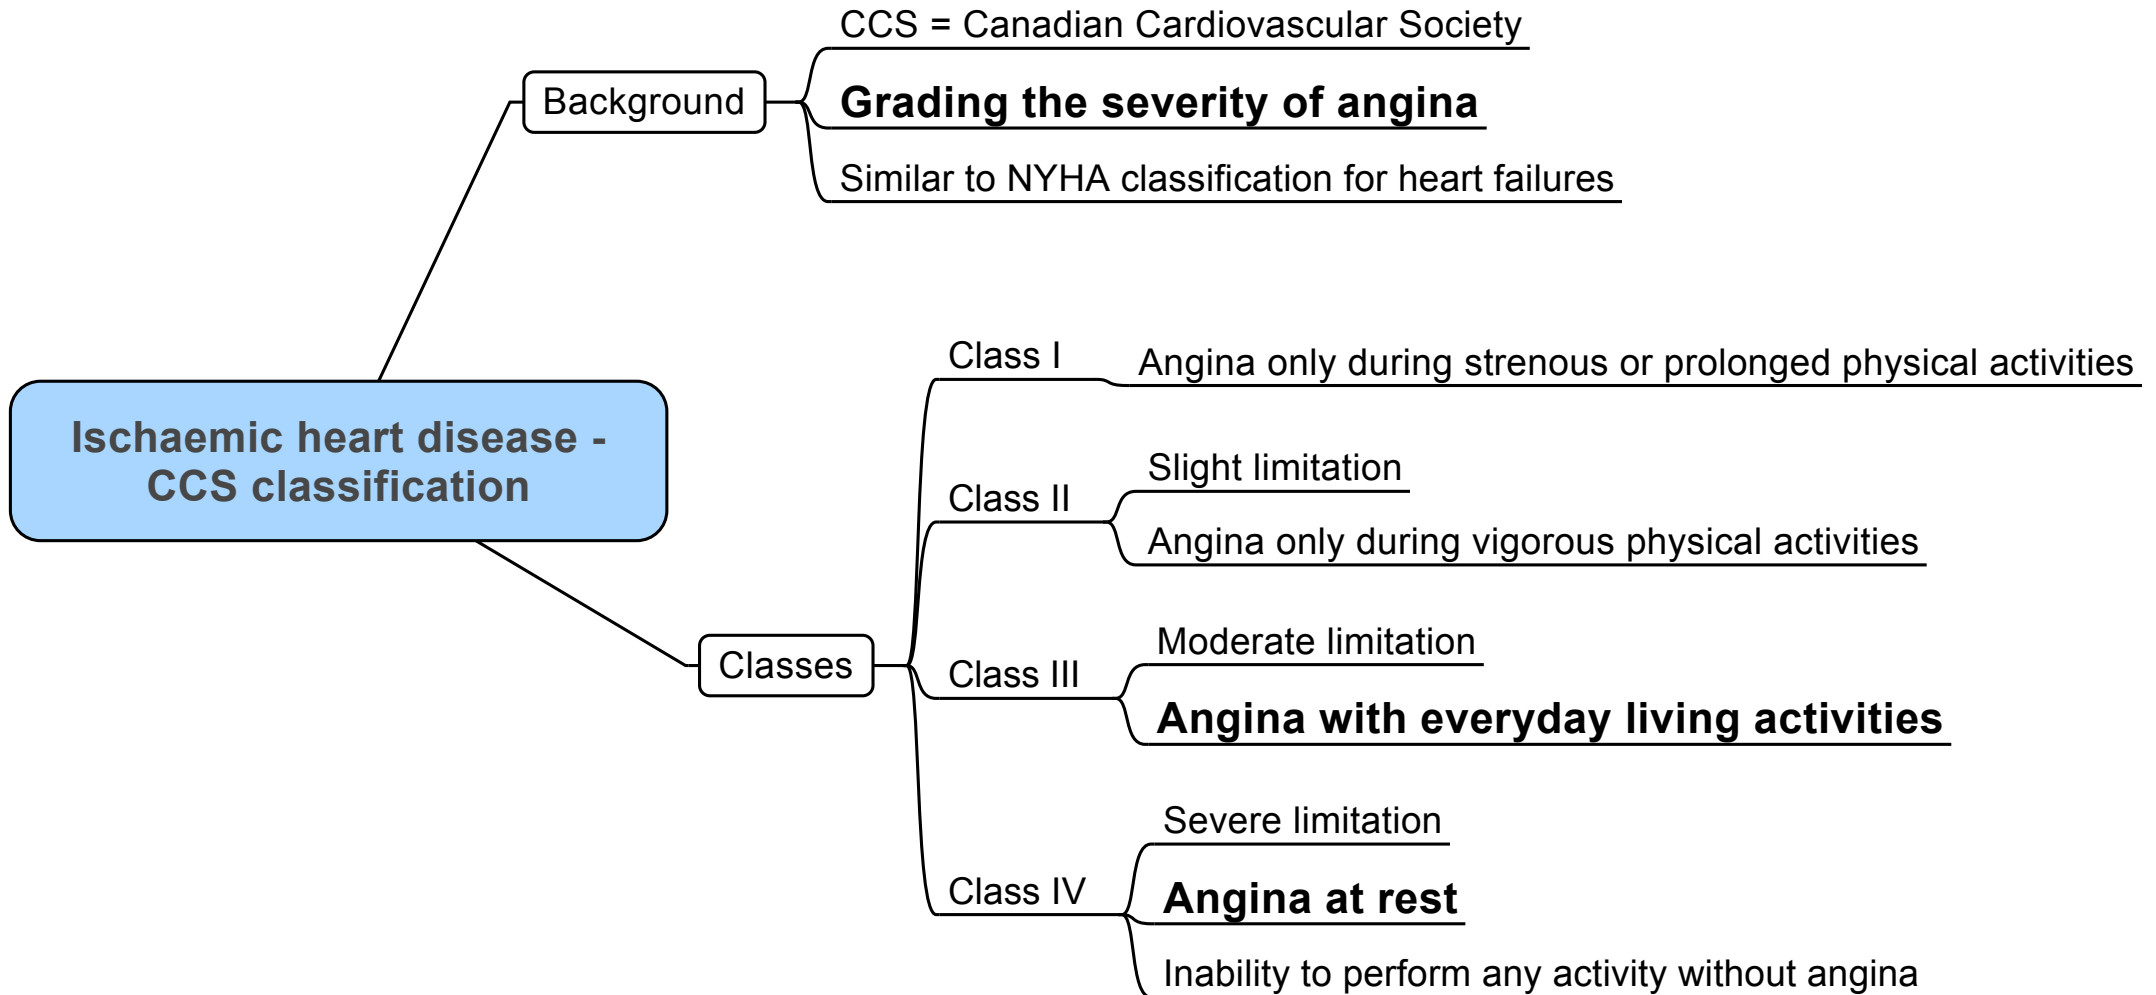 CCS = Canadian Cardiovascular Society
Background
Grading the severity of angina
Similar to NYHA classification for heart failures
Ischaemic heart disease -
CCS classification
Classes
Class I
Angina only during strenous or prolonged physical activities
Class II
Slight limitation
Angina only during vigorous physical activities
Class III
Moderate limitation
Angina with everyday living activities
Class IV
Severe limitation
Angina at rest
Inability to perform any activity without angina